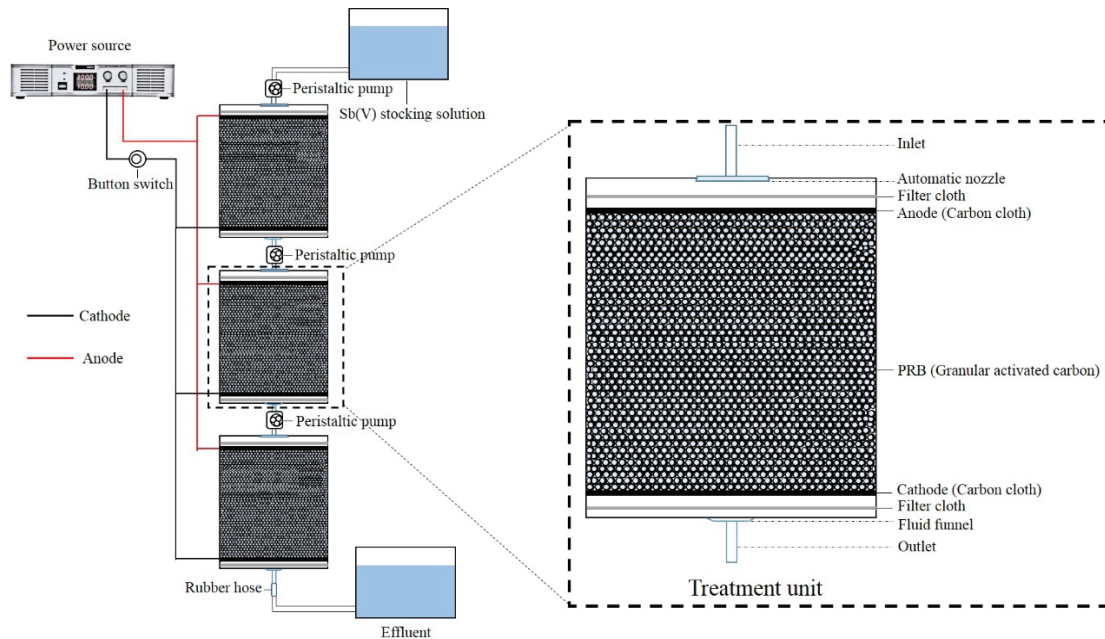 Power source
Peristaltic pump
Sb(V) stocking solution
Button switch
Peristaltic pump
Cathode
Anode
Peristaltic pump
Rubber hose
Effluent
Inlet
Automatic nozzle
Filter cloth
Anode (Carbon cloth)
PRB (Granular activated carbon)
Cathode (Carbon cloth)
Filter cloth
Fluid funnel
Outlet
Treatment unit